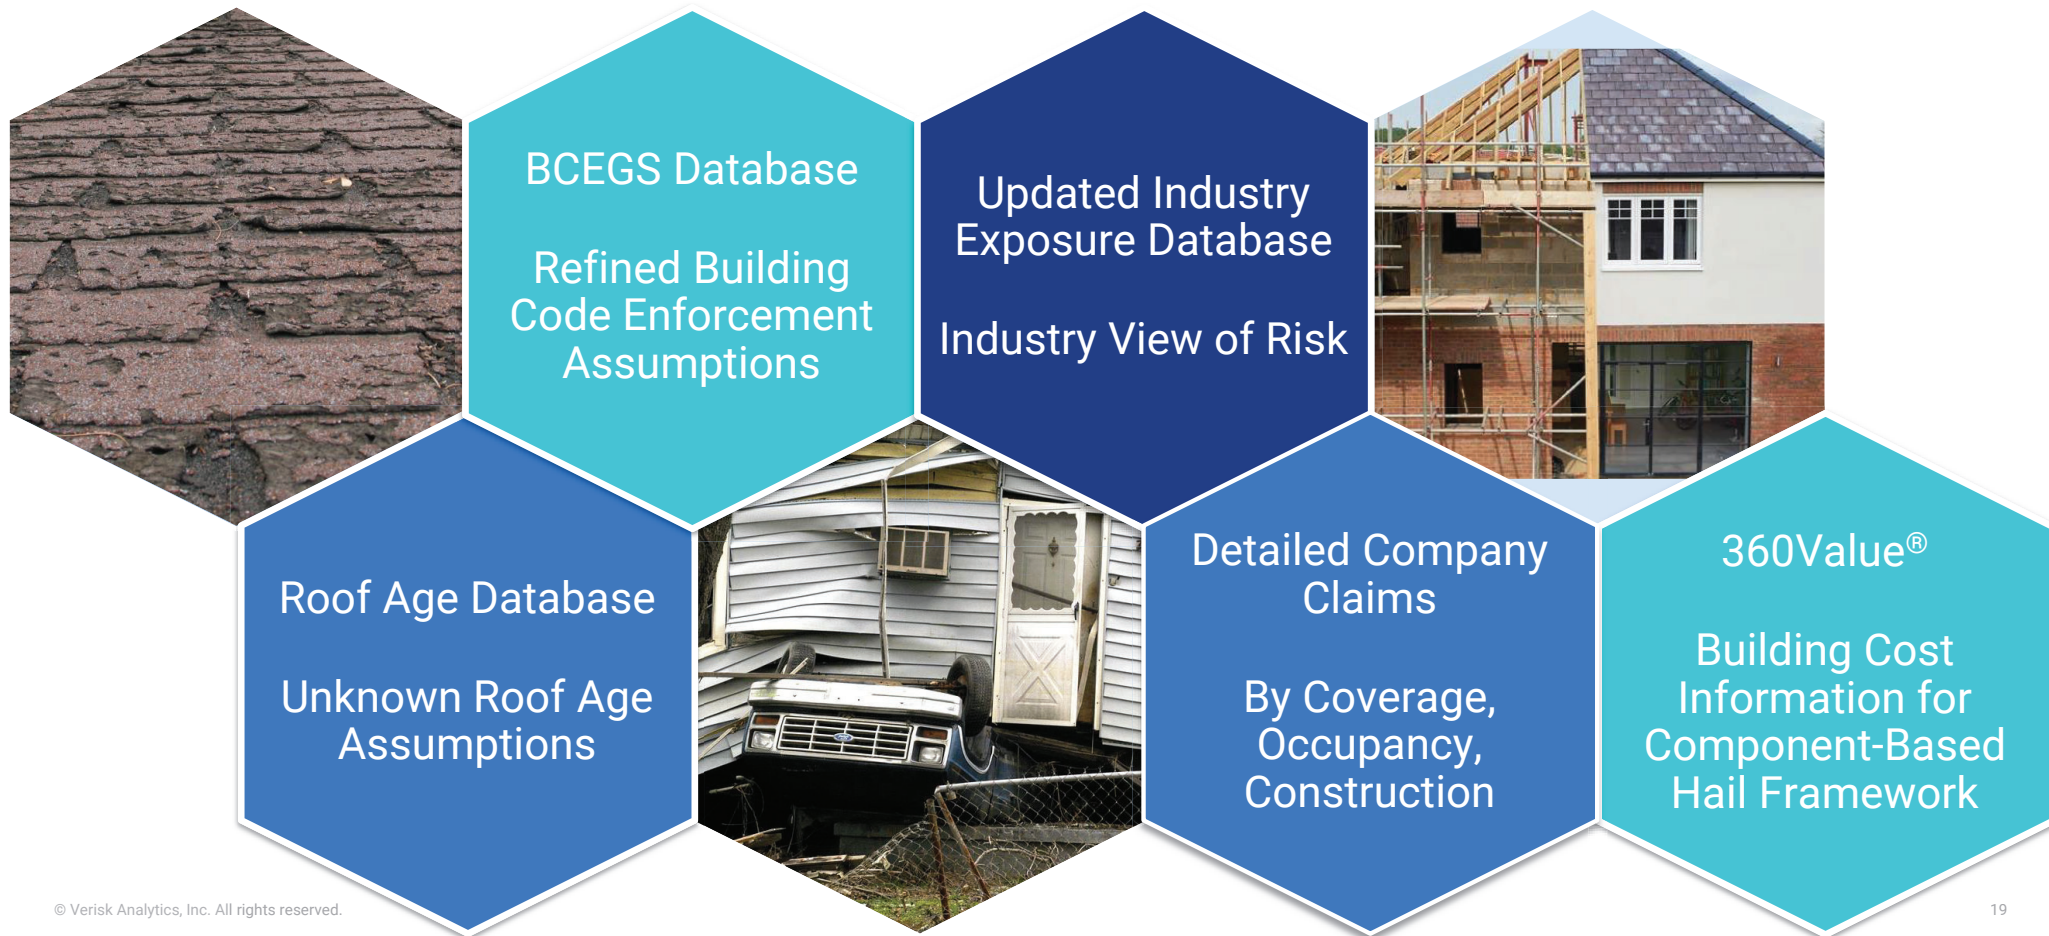 BCEGS Database
Refined Building
Code Enforcement
Assumptions
Updated Industry
Exposure Database
Industry View of Risk
Roof Age Database
Unknown Roof Age
Assumptions
Detailed Company
Claims
By Coverage,
Occupancy,
Construction
360Value®
Building Cost
Information for
Component-Based
Hail Framework
© Verisk Analytics, Inc. All rights reserved.
19